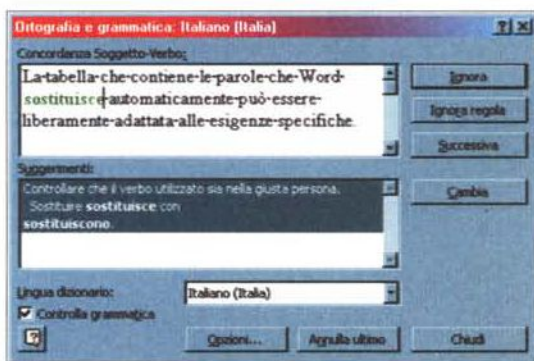 Ortografia e grammatica: Italiano (Italia)
Concordanza Soggetto-Verbo:
La-tabella-che-contiene-le-parole-che-Word-
sostituisce-automaticamente-può-essere-
liberamente-adattata-alle-esigenze-specifiche.
Ignora
Ignora regola
Successiva
Suggerimenti:
Controllare che il verbo utilizzato sia nella giusta persona.
Sostituire sostituisce con
sostituiscono.
Cambia
Lingua dizionario:
Italiano (Italia)
Controlla grammatica
Opzioni...
Annulla ultimo
Chiudi